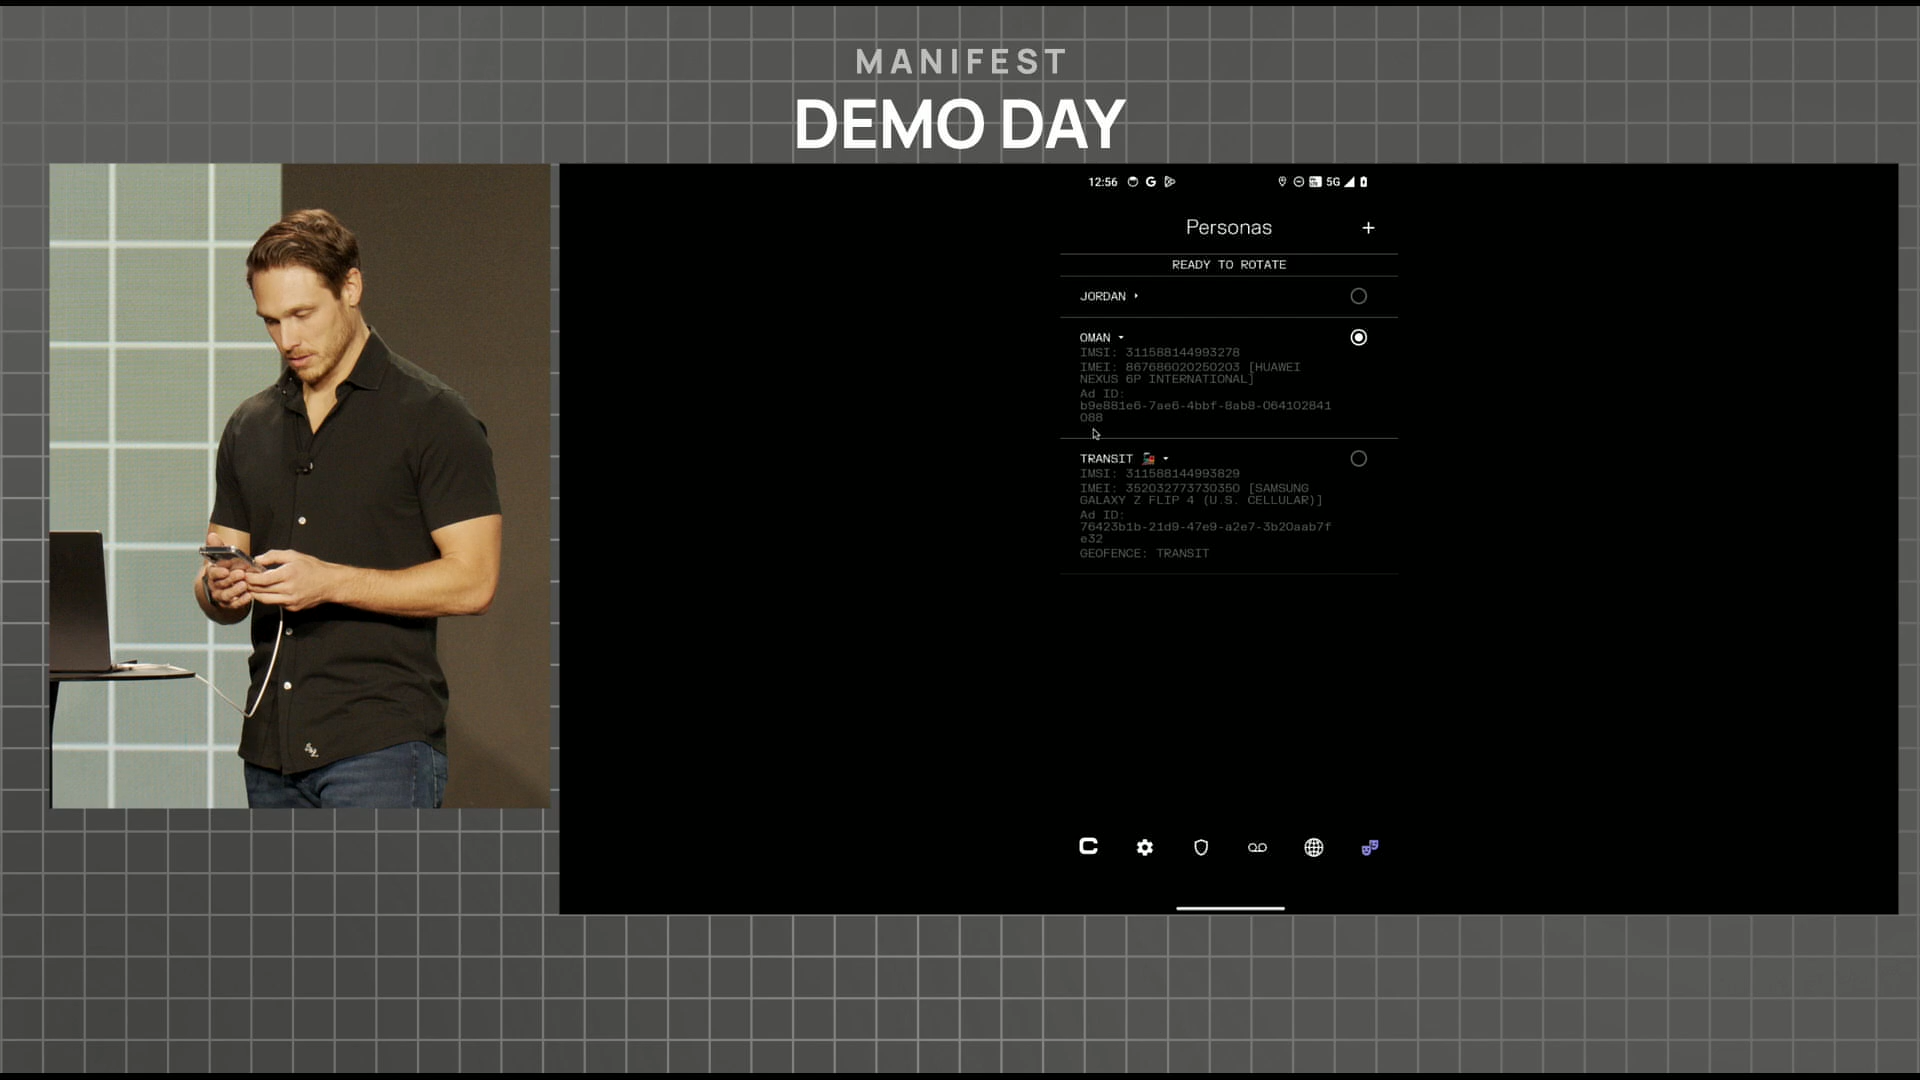 MANIFEST
DEMO DAY
12:56
5G
Personas
+
READY TO ROTATE
JORDAN
OMAN
IMSI: 311588144993278
IMEI: 867686020250203 [HUAWEI
NEXUS 6P INTERNATIONAL]
Ad ID:
b9e881e6-7ae6-4bbf-8ab8-064102841
088
TRANSIT
IMSI: 311588144993829
IMEI: 352032773730350 [SAMSUNG
GALAXY Z FLIP 4 (U.S. CELLULAR)]
Ad ID:
76423b1b-21d9-47e9-a2e7-3b20aab7f
e32
GEOFENCE: TRANSIT